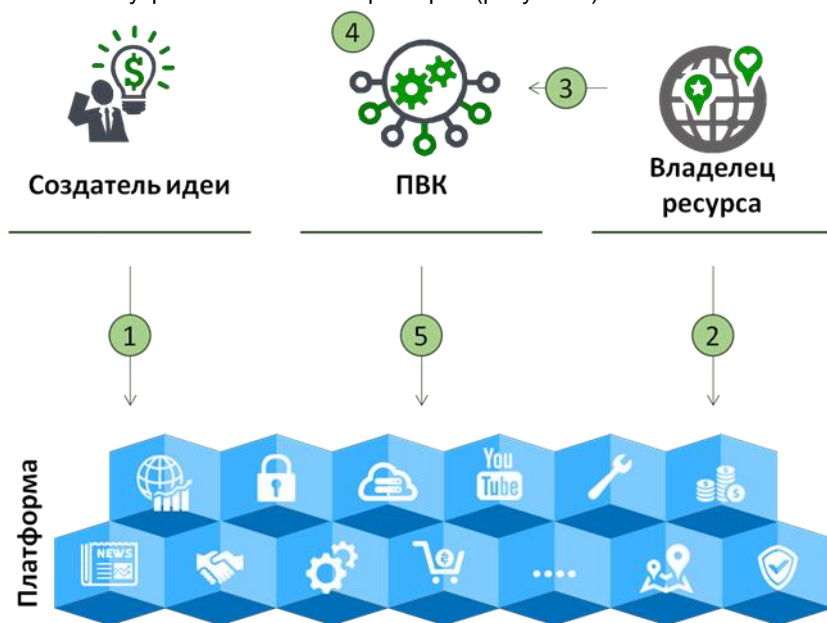 4
3
Создатель идеи
ПВК
Владелец
ресурса
1
5
2
Платформа
You
Tube
NEWS